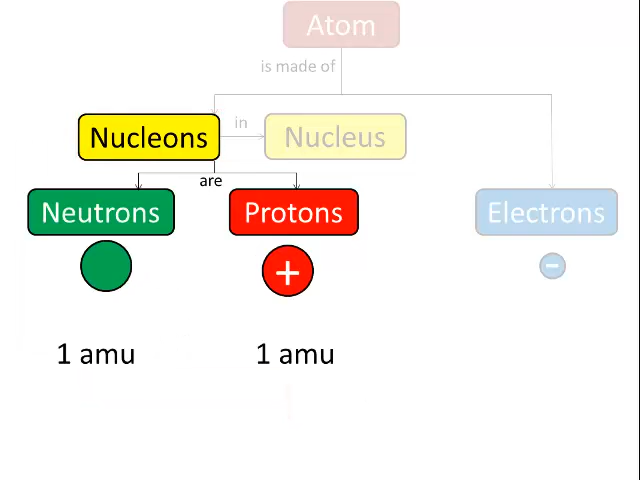 Atom
is made of
Nucleons
in
Nucleus
are
Neutrons
Protons
Electrons
+
−
1 amu
1 amu